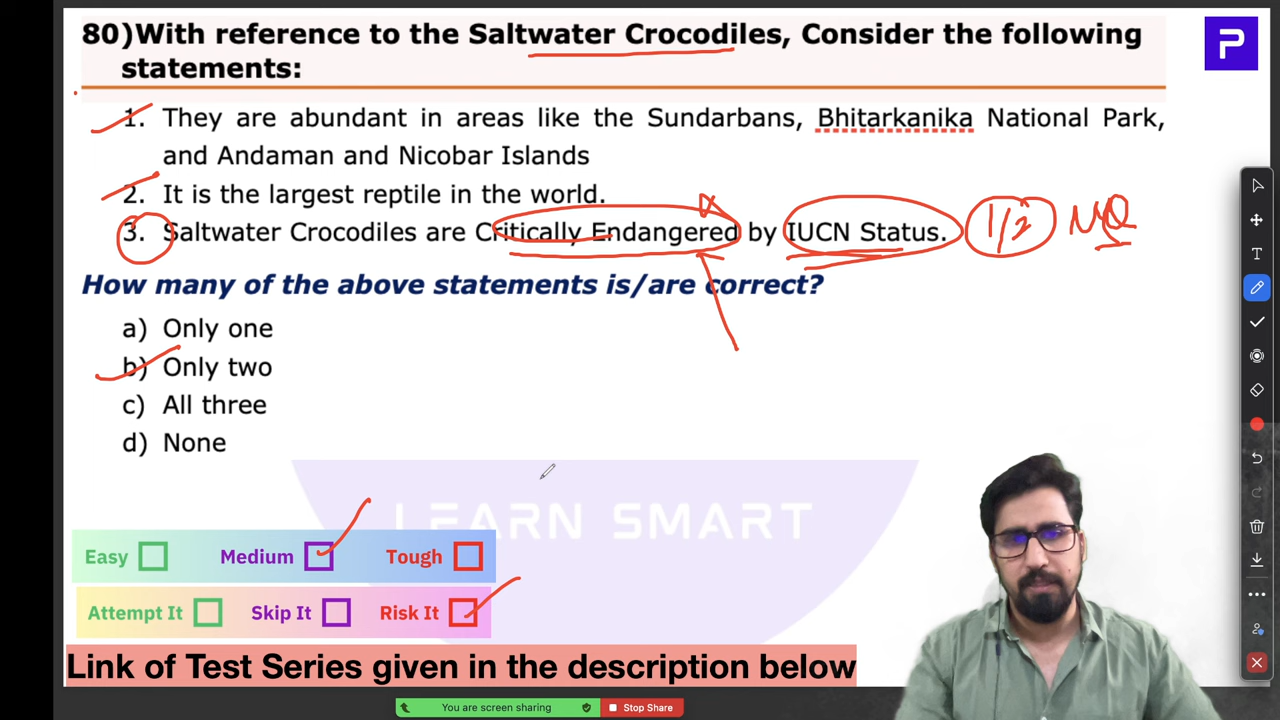 80)With reference to the Saltwater Crocodiles, Consider the following
statements:
P
1. They are abundant in areas like the Sundarbans, Bhitarkanika National Park,
and Andaman and Nicobar Islands
2. It is the largest reptile in the world.
3. Saltwater Crocodiles are Critically Endangered by IUCN Status. 1/2 MQ
How many of the above statements is/are correct?
a) Only one
b) Only two
c) All three
d) None
LEARN SMART
Easy Medium Tough
Attempt It Skip It Risk It
Link of Test Series given in the description below
You are screen sharing Stop Share